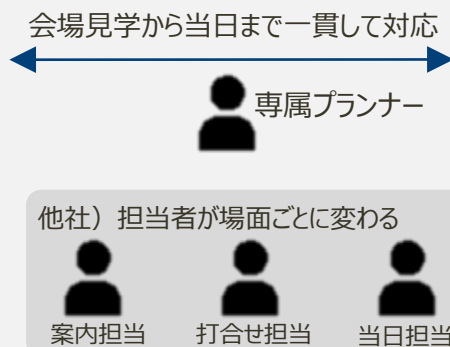 会場見学から当日まで一貫して対応
専属プランナー
他社）担当者が場面ごとに変わる
案内担当 打合せ担当 当日担当